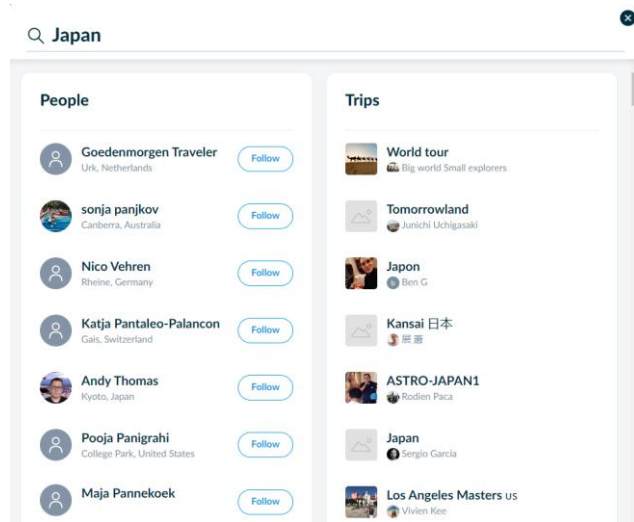 Japan
People
Goedenmorgen Traveler
Urk, Netherlands
Follow
sonja panjkov
Canberra, Australia
Follow
Nico Vehren
Rheine, Germany
Follow
Katja Pantaleo-Palancon
Gais, Switzerland
Follow
Andy Thomas
Kyoto, Japan
Follow
Pooja Panigrahi
College Park, United States
Follow
Maja Pannekoek
Follow
Trips
World tour
Big world Small explorers
Tomorrowland
Junichi Uchigasaki
Japon
Ben G
Kansai 日本
ASTRO-JAPAN1
Rodien Paca
Japan
Sergio Garcia
Los Angeles Masters US
Vivien Kee